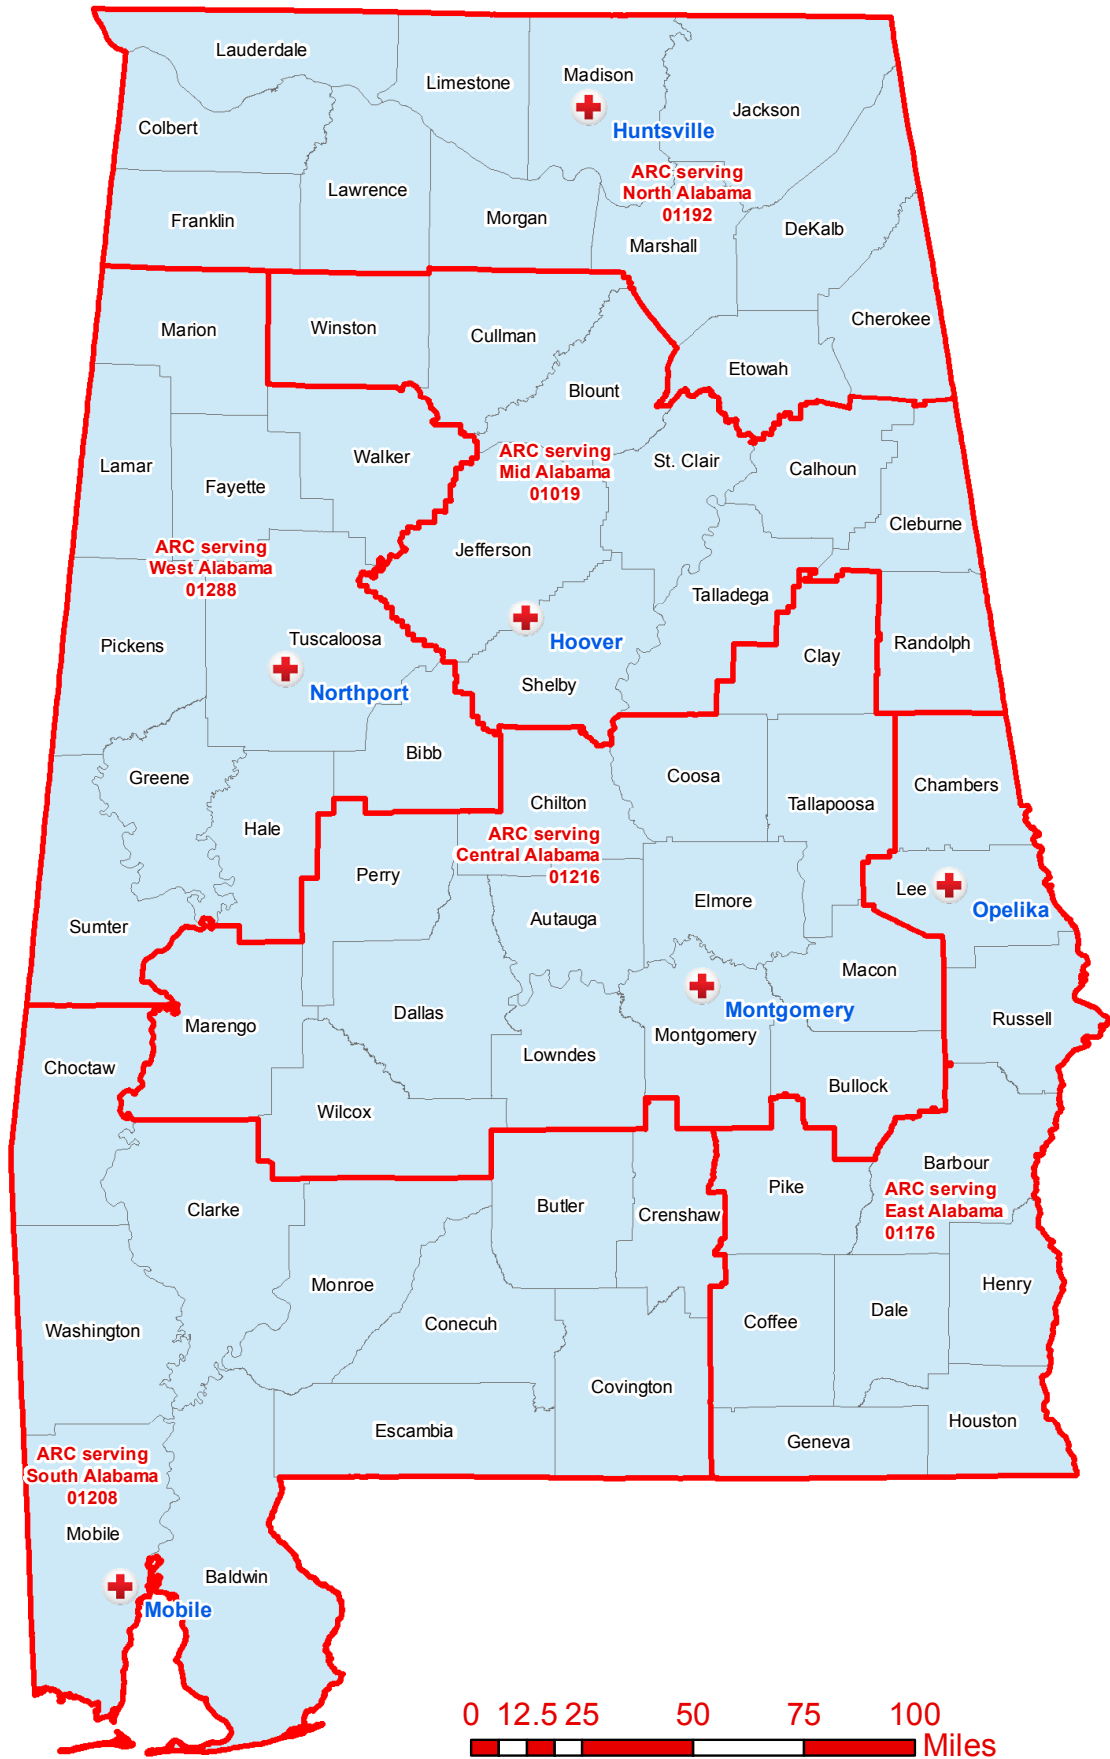 Lauderdale
Limestone
Madison
Jackson
Colbert
Huntsville
Lawrence
ARC serving
North Alabama
01192
Franklin
Morgan
Marshall
DeKalb
Marion
Winston
Cullman
Cherokee
Etowah
Blount
Lamar
Fayette
Walker
ARC serving
Mid Alabama
01019
St. Clair
Calhoun
Cleburne
ARC serving
West Alabama
01288
Jefferson
Talladega
Pickens
Tuscaloosa
Hoover
Clay
Randolph
Northport
Shelby
Bibb
Greene
Coosa
Chambers
Hale
Chilton
Tallapoosa
ARC serving
Central Alabama
01216
Perry
Elmore
Lee
Opelika
Sumter
Autauga
Macon
Marengo
Dallas
Montgomery
Montgomery
Russell
Choctaw
Lowndes
Bullock
Wilcox
Barbour
Clarke
Butler
Crenshaw
Pike
ARC serving
East Alabama
01176
Monroe
Henry
Washington
Conecuh
Coffee
Dale
Covington
Escambia
Geneva
Houston
ARC serving
South Alabama
01208
Mobile
Baldwin
Mobile
0 12.5 25 50 75 100
Miles